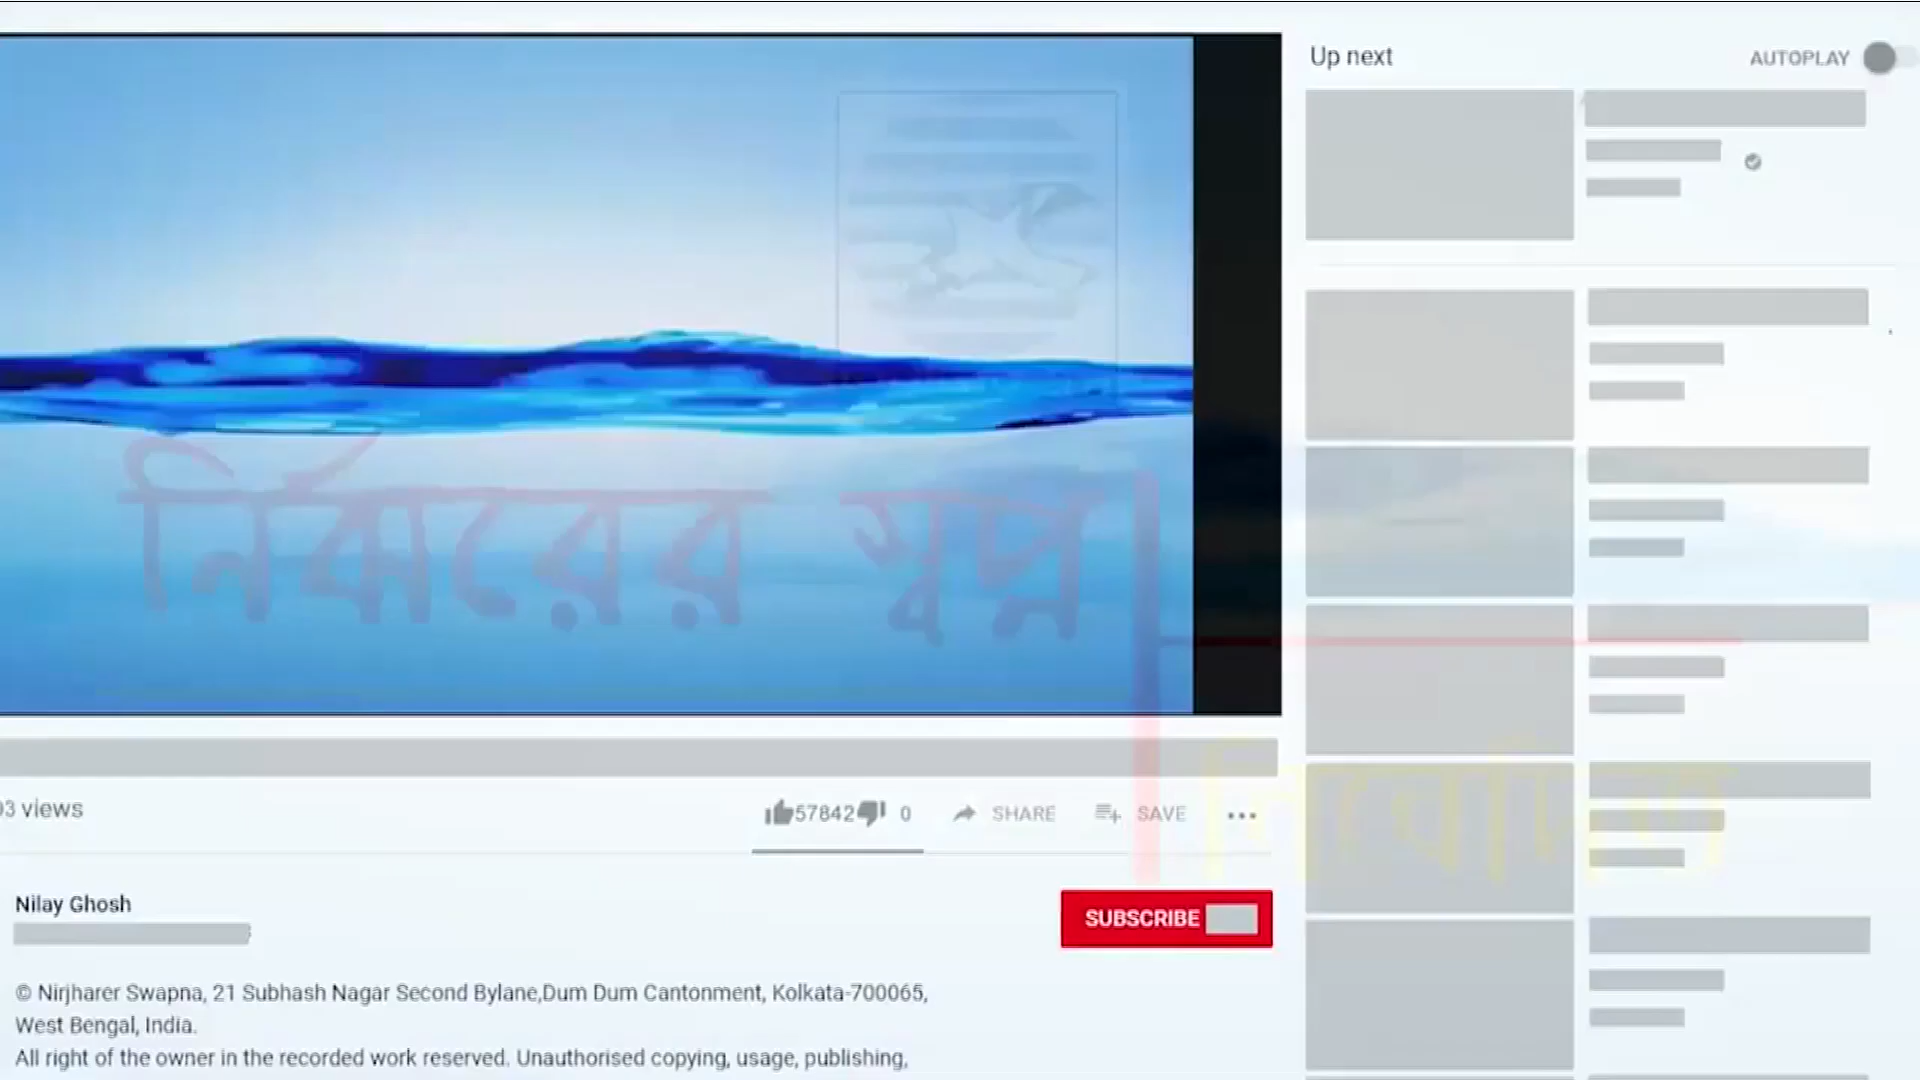 Up next
AUTOPLAY
নির্ঝরের স্বপ্ন
নিবেদিত
93 views
57842 0 SHARE SAVE
Nilay Ghosh
SUBSCRIBE
© Nirjharer Swapna, 21 Subhash Nagar Second Bylane,Dum Dum Cantonment, Kolkata-700065,
West Bengal, India.
All right of the owner in the recorded work reserved. Unauthorised copying, usage, publishing,